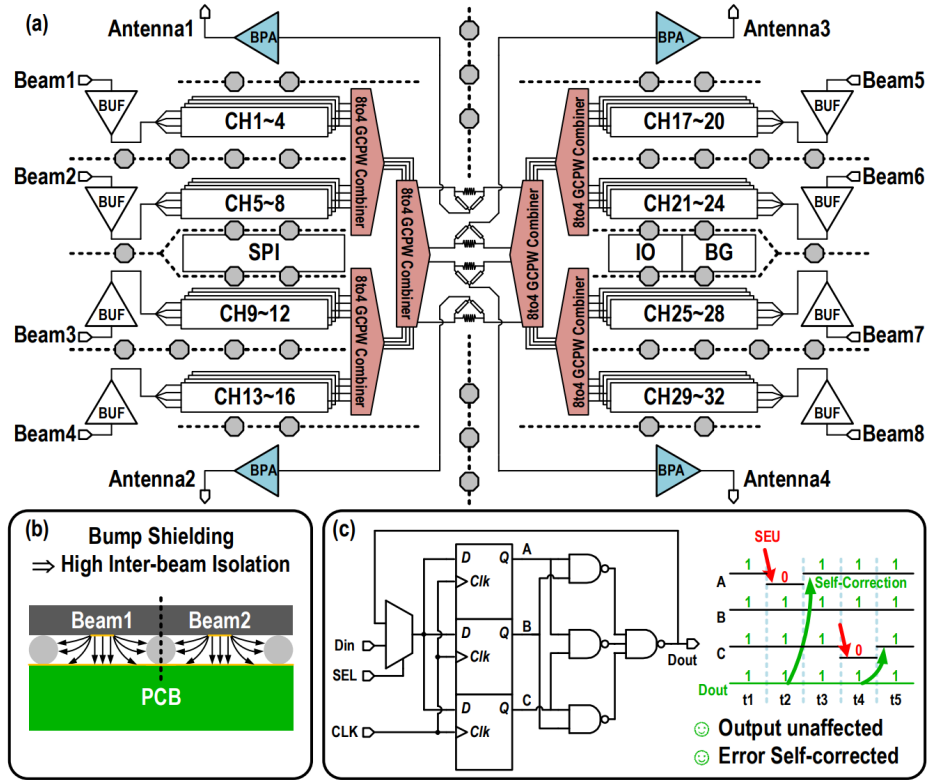 (a)
Antenna1
BPA
BPA
Antenna3
Beam1
BUF
CH1~4
8to4 GCPW Combiner
8to4 GCPW Combiner
CH17~20
BUF
Beam5
Beam2
BUF
CH5~8
8to4 GCPW Combiner
8to4 GCPW Combiner
CH21~24
BUF
Beam6
SPI
IO
BG
Beam3
BUF
CH9~12
8to4 GCPW Combiner
8to4 GCPW Combiner
CH25~28
BUF
Beam7
Beam4
BUF
CH13~16
CH29~32
BUF
Beam8
Antenna2
BPA
BPA
Antenna4
(b)
Bump Shielding
⇒ High Inter-beam Isolation
Beam1
Beam2
PCB
(c)
Din
SEL
CLK
D
Q
Clk
A
D
Q
Clk
B
D
Q
Clk
C
Dout
SEU
A
1
0
1
1
1
Self-Correction
B
1
1
1
1
1
C
1
1
1
0
1
Dout
1
1
1
1
1
t1
t2
t3
t4
t5
☺ Output unaffected
☺ Error Self-corrected